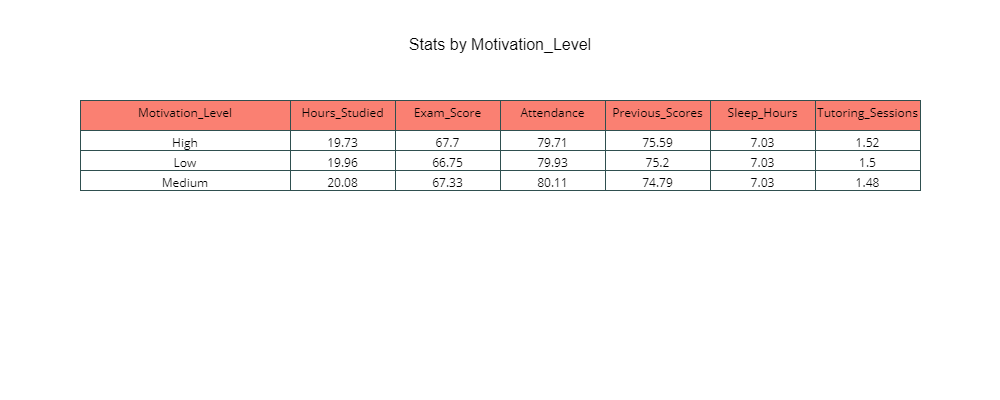 Stats by Motivation_Level
Motivation_Level Hours_Studied Exam_Score Attendance Previous_Scores Sleep_Hours Tutoring_Sessions
High 19.73 67.7 79.71 75.59 7.03 1.52
Low 19.96 66.75 79.93 75.2 7.03 1.5
Medium 20.08 67.33 80.11 74.79 7.03 1.48